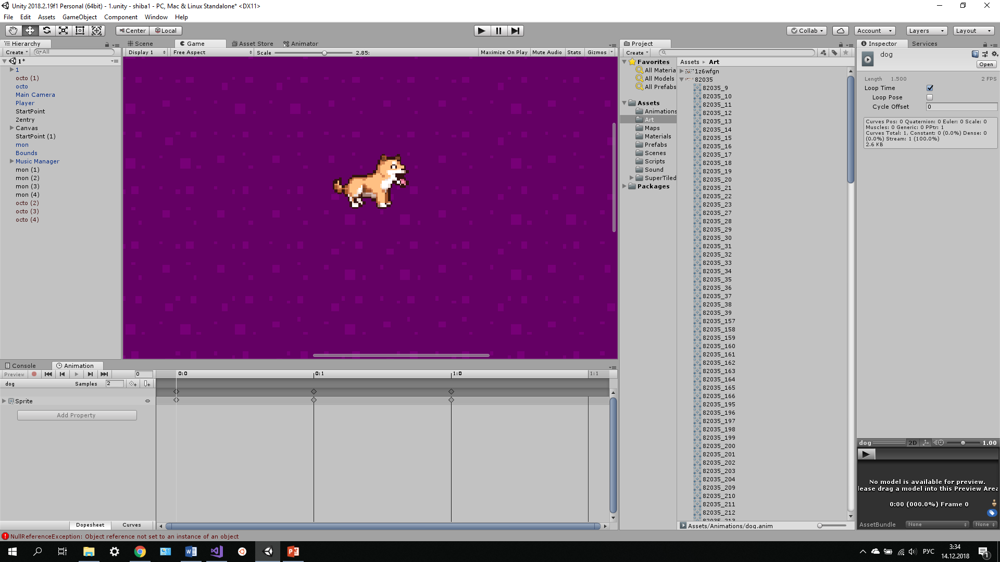 Unity 2018.2.19f1 Personal (64bit) - 1.unity - shiba1 - PC, Mac & Linux Standalone* <DX11>
File Edit Assets GameObject Component Window Help
Center Local
Collab Account Layers Layout
Hierarchy
Create All
1*
1
octo (1)
octo
Main Camera
Player
StartPoint
2entry
Canvas
StartPoint (1)
mon
Bounds
Music Manager
mon (1)
mon (2)
mon (3)
mon (4)
octo (2)
octo (3)
octo (4)
Scene Game Asset Store Animator
Display 1 Free Aspect Scale 2.85: Maximize On Play Mute Audio Stats Gizmos
Console Animation
Preview 0
0:0 0:1 1:0 1:1
dog Samples 2
Sprite
Add Property
Dopesheet Curves
Project
Create
Favorites
All Materia
All Models
All Prefabs
Assets
Animations
Art
Maps
Materials
Prefabs
Scenes
Scripts
Sound
SuperTiled
Packages
Assets Art
1z6wfgn
82035
82035_9
82035_10
82035_11
82035_12
82035_13
82035_14
82035_15
82035_16
82035_17
82035_18
82035_19
82035_20
82035_21
82035_22
82035_23
82035_27
82035_28
82035_29
82035_30
82035_31
82035_32
82035_33
82035_34
82035_35
82035_36
82035_37
82035_38
82035_39
82035_157
82035_158
82035_159
82035_160
82035_161
82035_162
82035_163
82035_164
82035_165
82035_166
82035_195
82035_196
82035_197
82035_198
82035_199
82035_200
82035_201
82035_202
82035_203
82035_204
82035_209
82035_210
82035_211
82035_212
82035_213
Assets/Animations/dog.anim
Inspector Services
dog
Open
Length 1.500 2 FPS
Loop Time
Loop Pose
Cycle Offset 0
Curves Pos: 0 Quaternion: 0 Euler: 0 Scale: 0
Muscles: 0 Generic: 0 PPtr: 1
Curves Total: 1, Constant: 0 (0.0%) Dense: 0
(0.0%) Stream: 1 (100.0%)
2.6 KB
dog 2D 1.00
No model is available for preview.
lease drag a model into this Preview Area
0:00 (000.0%) Frame 0
AssetBundle None None
NullReferenceException: Object reference not set to an instance of an object
РУС
3:34
14.12.2018
1